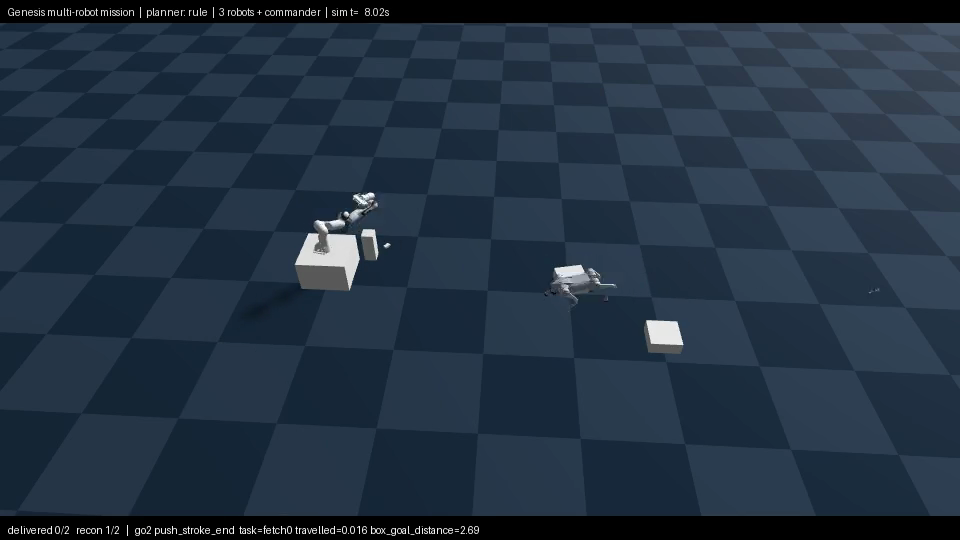 Genesis multi-robot mission | planner: rule | 3 robots + commander | sim t= 8.02s
delivered 0/2 recon 1/2 | go2 push_stroke_end task=fetch0 travelled=0.016 box_goal_distance=2.69